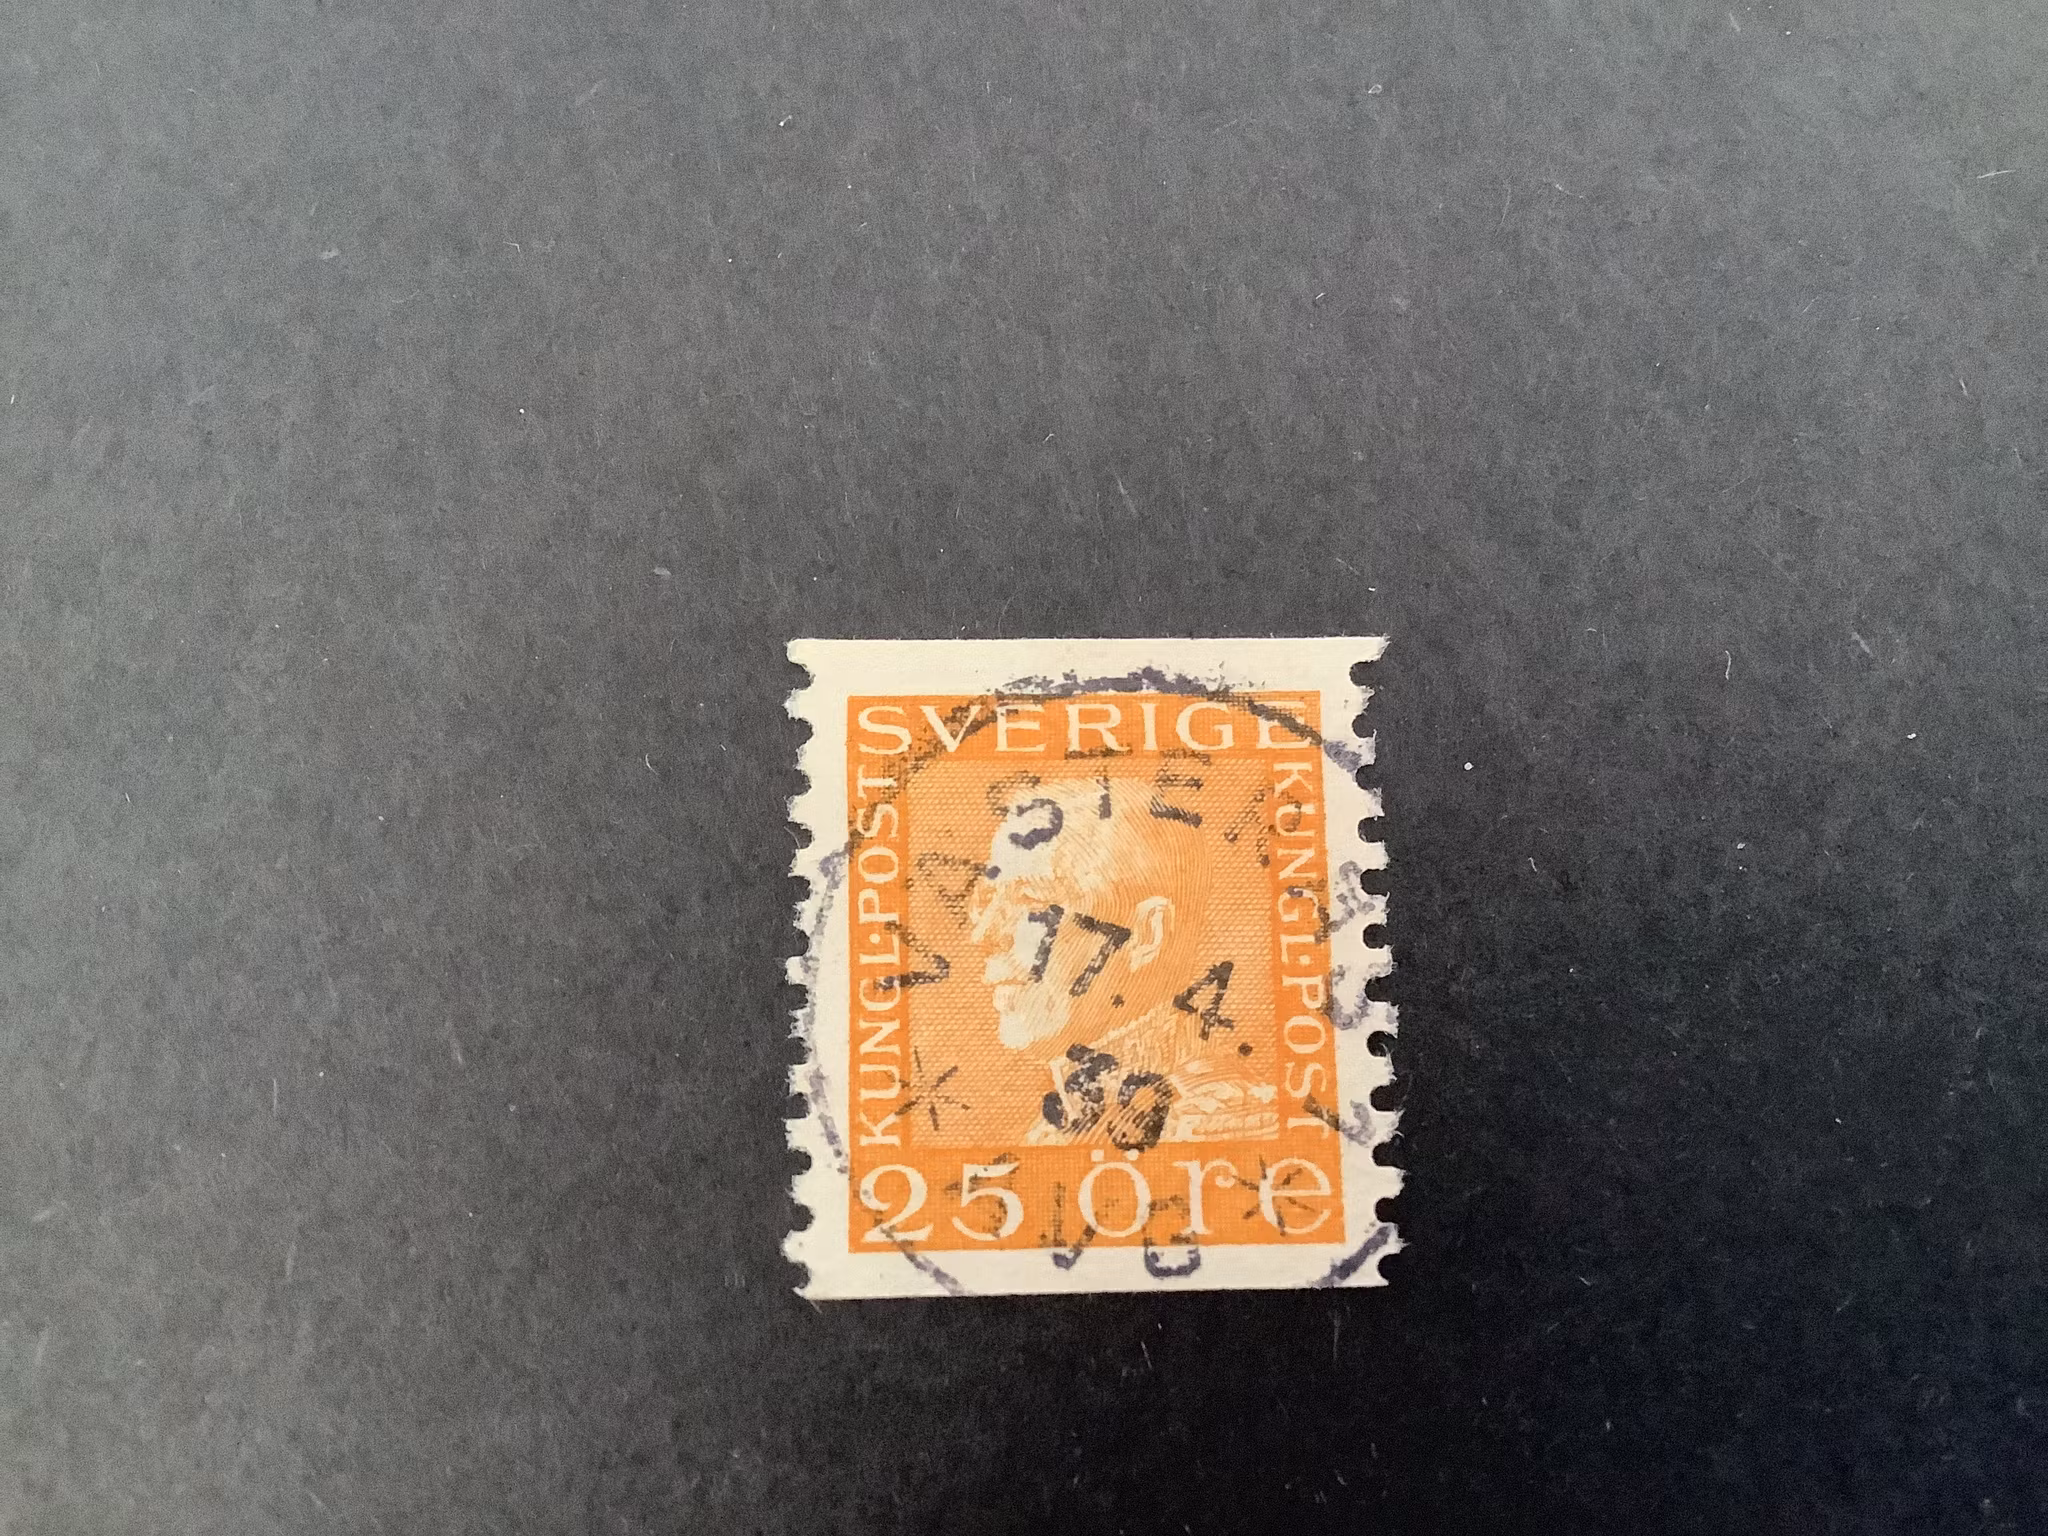 SVERIGE
KUNGL·POST
KUNGL·POST
17. 4.
30
25 öre